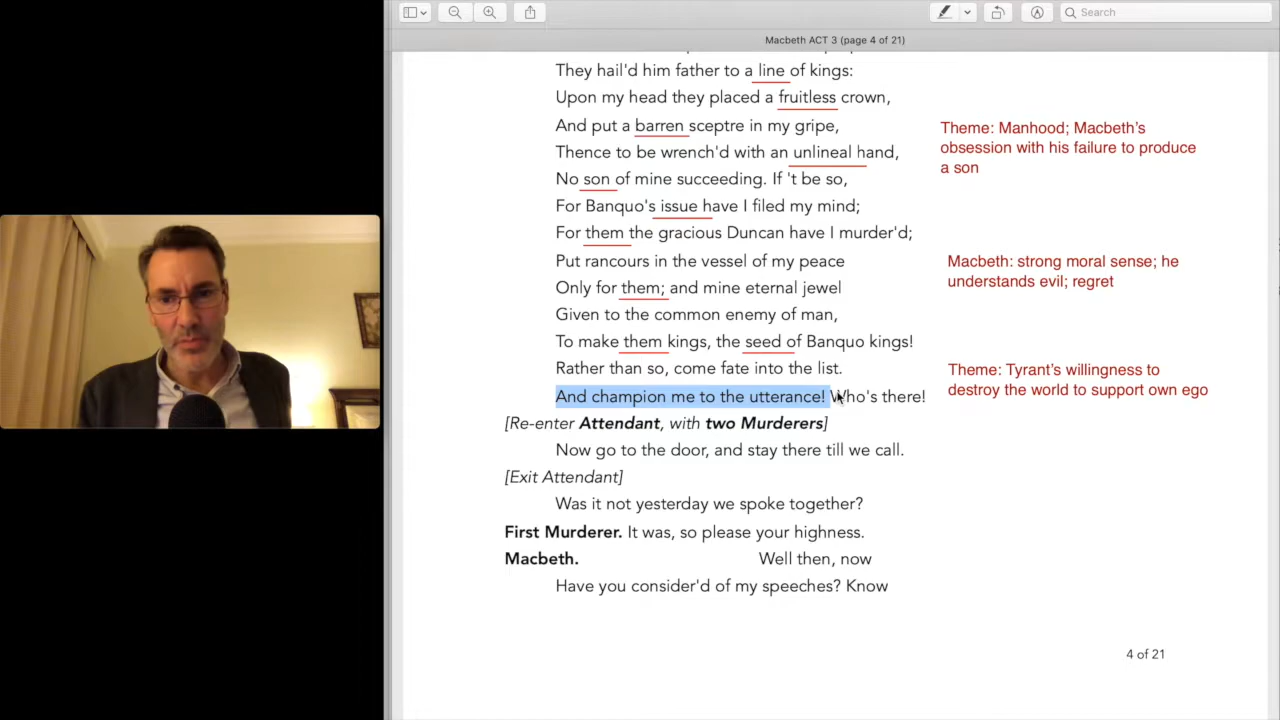 Search
Macbeth ACT 3 (page 4 of 21)
They hail'd him father to a line of kings:
Upon my head they placed a fruitless crown,
And put a barren sceptre in my gripe,
Thence to be wrench'd with an unlineal hand,
No son of mine succeeding. If 't be so,
For Banquo's issue have I filed my mind;
For them the gracious Duncan have I murder'd;
Put rancours in the vessel of my peace
Only for them; and mine eternal jewel
Given to the common enemy of man,
To make them kings, the seed of Banquo kings!
Rather than so, come fate into the list.
And champion me to the utterance! Who's there!
[Re-enter Attendant, with two Murderers]
Now go to the door, and stay there till we call.
[Exit Attendant]
Was it not yesterday we spoke together?
First Murderer. It was, so please your highness.
Macbeth. Well then, now
Have you consider'd of my speeches? Know
Theme: Manhood; Macbeth's
obsession with his failure to produce
a son
Macbeth: strong moral sense; he
understands evil; regret
Theme: Tyrant's willingness to
destroy the world to support own ego
4 of 21